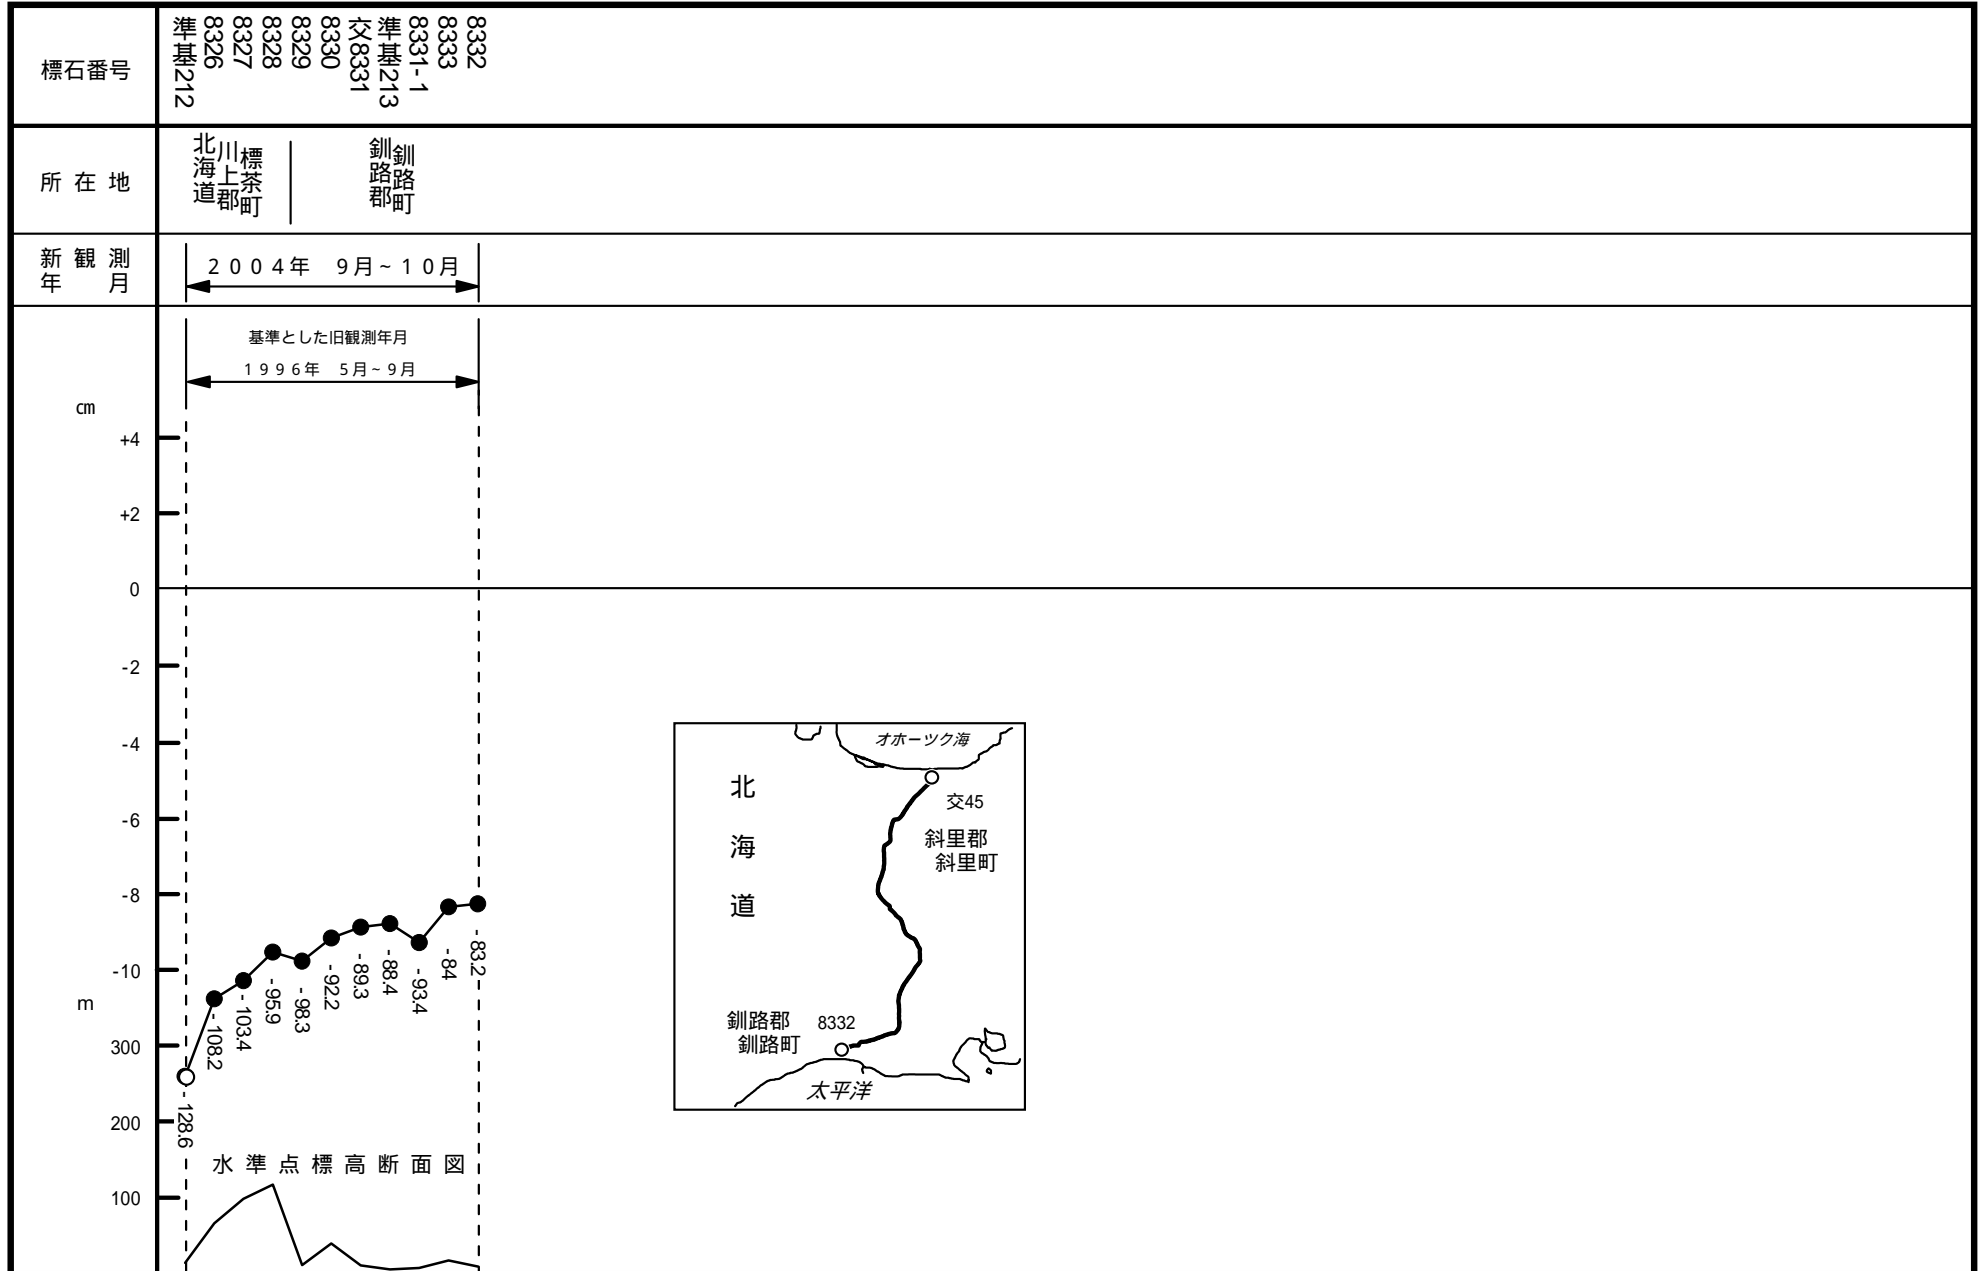 標石番号
準基212
8326
8327
8328
8329
8330
交8331
準基213
8331-1
8333
8332
所在地
北海道
川上郡
標茶町
釧路郡
釧路町
新観測
年月
2004年 9月~10月
基準とした旧観測年月
1996年 5月~9月
cm
+4
+2
0
-2
-4
-6
-8
-10
m
300
200
100
-128.6
-108.2
-103.4
-95.9
-98.3
-92.2
-89.3
-88.4
-93.4
-84
-83.2
水準点標高断面図
オホーツク海
北海道
交45
斜里郡
斜里町
釧路郡
釧路町
8332
太平洋